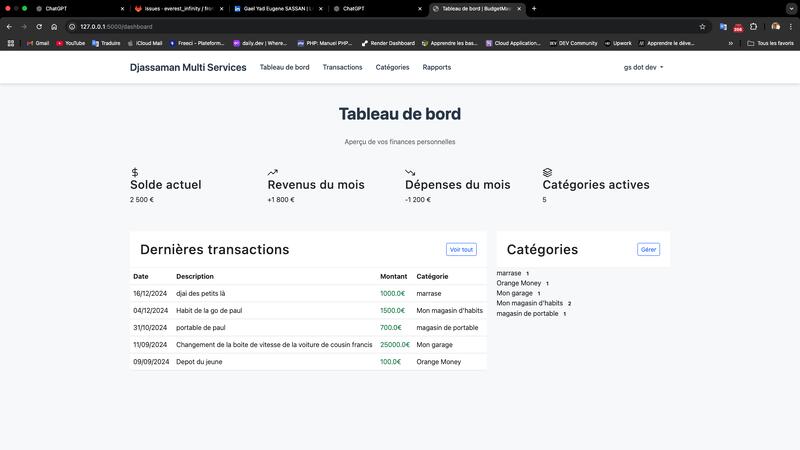 ChatGPT
issues · everest_infinity / fro
Gael Yad Eugene SASSAN | L
ChatGPT
Tableau de bord | BudgetMa
127.0.0.1:5000/dashboard
206
Gmail YouTube Traduire iCloud Mail Freeci - Plateform... daily.dev | Where... PHP: Manuel PHP... Render Dashboard Apprendre les bas... Cloud Application... DEV Community Upwork Apprendre le déve... Tous les favoris
Djassaman Multi Services Tableau de bord Transactions Catégories Rapports gs dot dev
Tableau de bord
Aperçu de vos finances personnelles
Solde actuel
2 500 €
Revenus du mois
+1 800 €
Dépenses du mois
-1 200 €
Catégories actives
5
Dernières transactions Voir tout
Date Description Montant Catégorie
16/12/2024 djai des petits là 1000.0€ marrase
04/12/2024 Habit de la go de paul 1500.0€ Mon magasin d'habits
31/10/2024 portable de paul 700.0€ magasin de portable
11/09/2024 Changement de la boite de vitesse de la voiture de cousin francis 25000.0€ Mon garage
09/09/2024 Depot du jeune 100.0€ Orange Money
Catégories Gérer
marrase 1
Orange Money 1
Mon garage 1
Mon magasin d'habits 2
magasin de portable 1